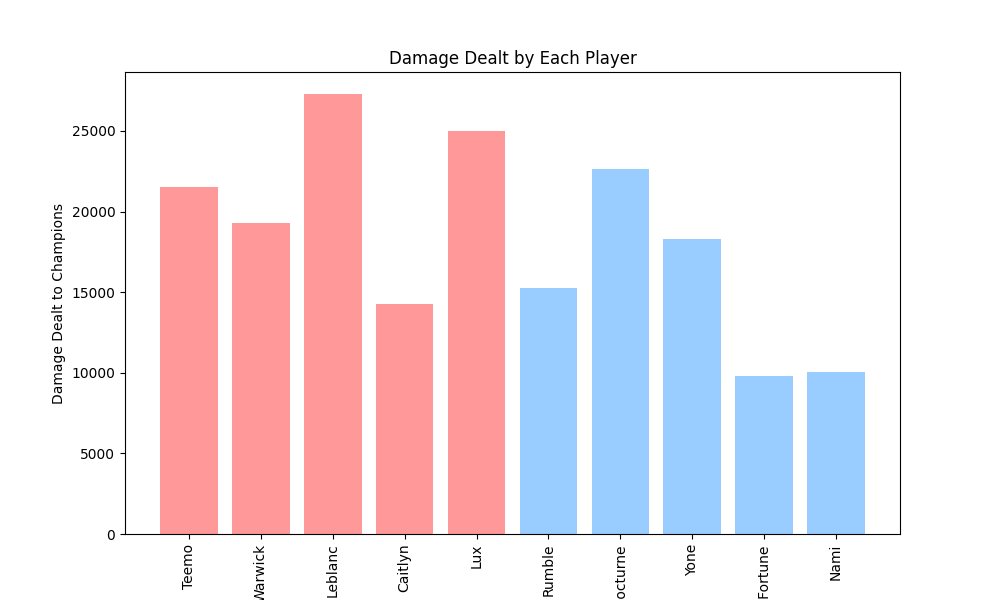 Damage Dealt by Each Player
Damage Dealt to Champions
25000
20000
15000
10000
5000
0
Teemo
Warwick
Leblanc
Caitlyn
Lux
Rumble
octurne
Yone
Fortune
Nami